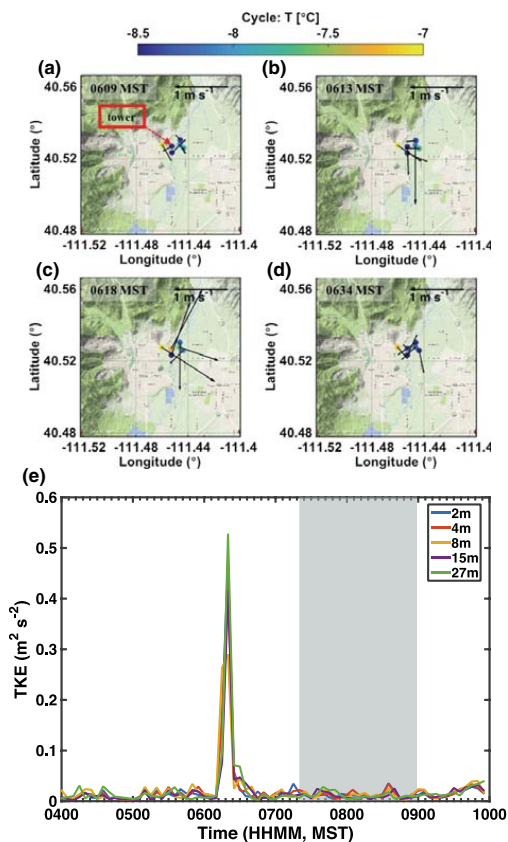 Cycle: T [°C]
-8.5 -8 -7.5 -7
(a) (b)
40.56 0609 MST 1 m s⁻¹ 40.56 0613 MST 1 m s⁻¹
tower
Latitude (°) 40.52 Latitude (°) 40.52
40.48 40.48
-111.52 -111.48 -111.44 -111.4 -111.52 -111.48 -111.44 -111.4
Longitude (°) Longitude (°)
(c) (d)
40.56 0618 MST 1 m s⁻¹ 40.56 0634 MST 1 m s⁻¹
Latitude (°) 40.52 Latitude (°) 40.52
40.48 40.48
-111.52 -111.48 -111.44 -111.4 -111.52 -111.48 -111.44 -111.4
Longitude (°) Longitude (°)
(e)
0.6
2m
4m
8m
15m
27m
0.5
0.4
TKE (m² s⁻²)
0.3
0.2
0.1
0
0400 0500 0600 0700 0800 0900 1000
Time (HHMM, MST)